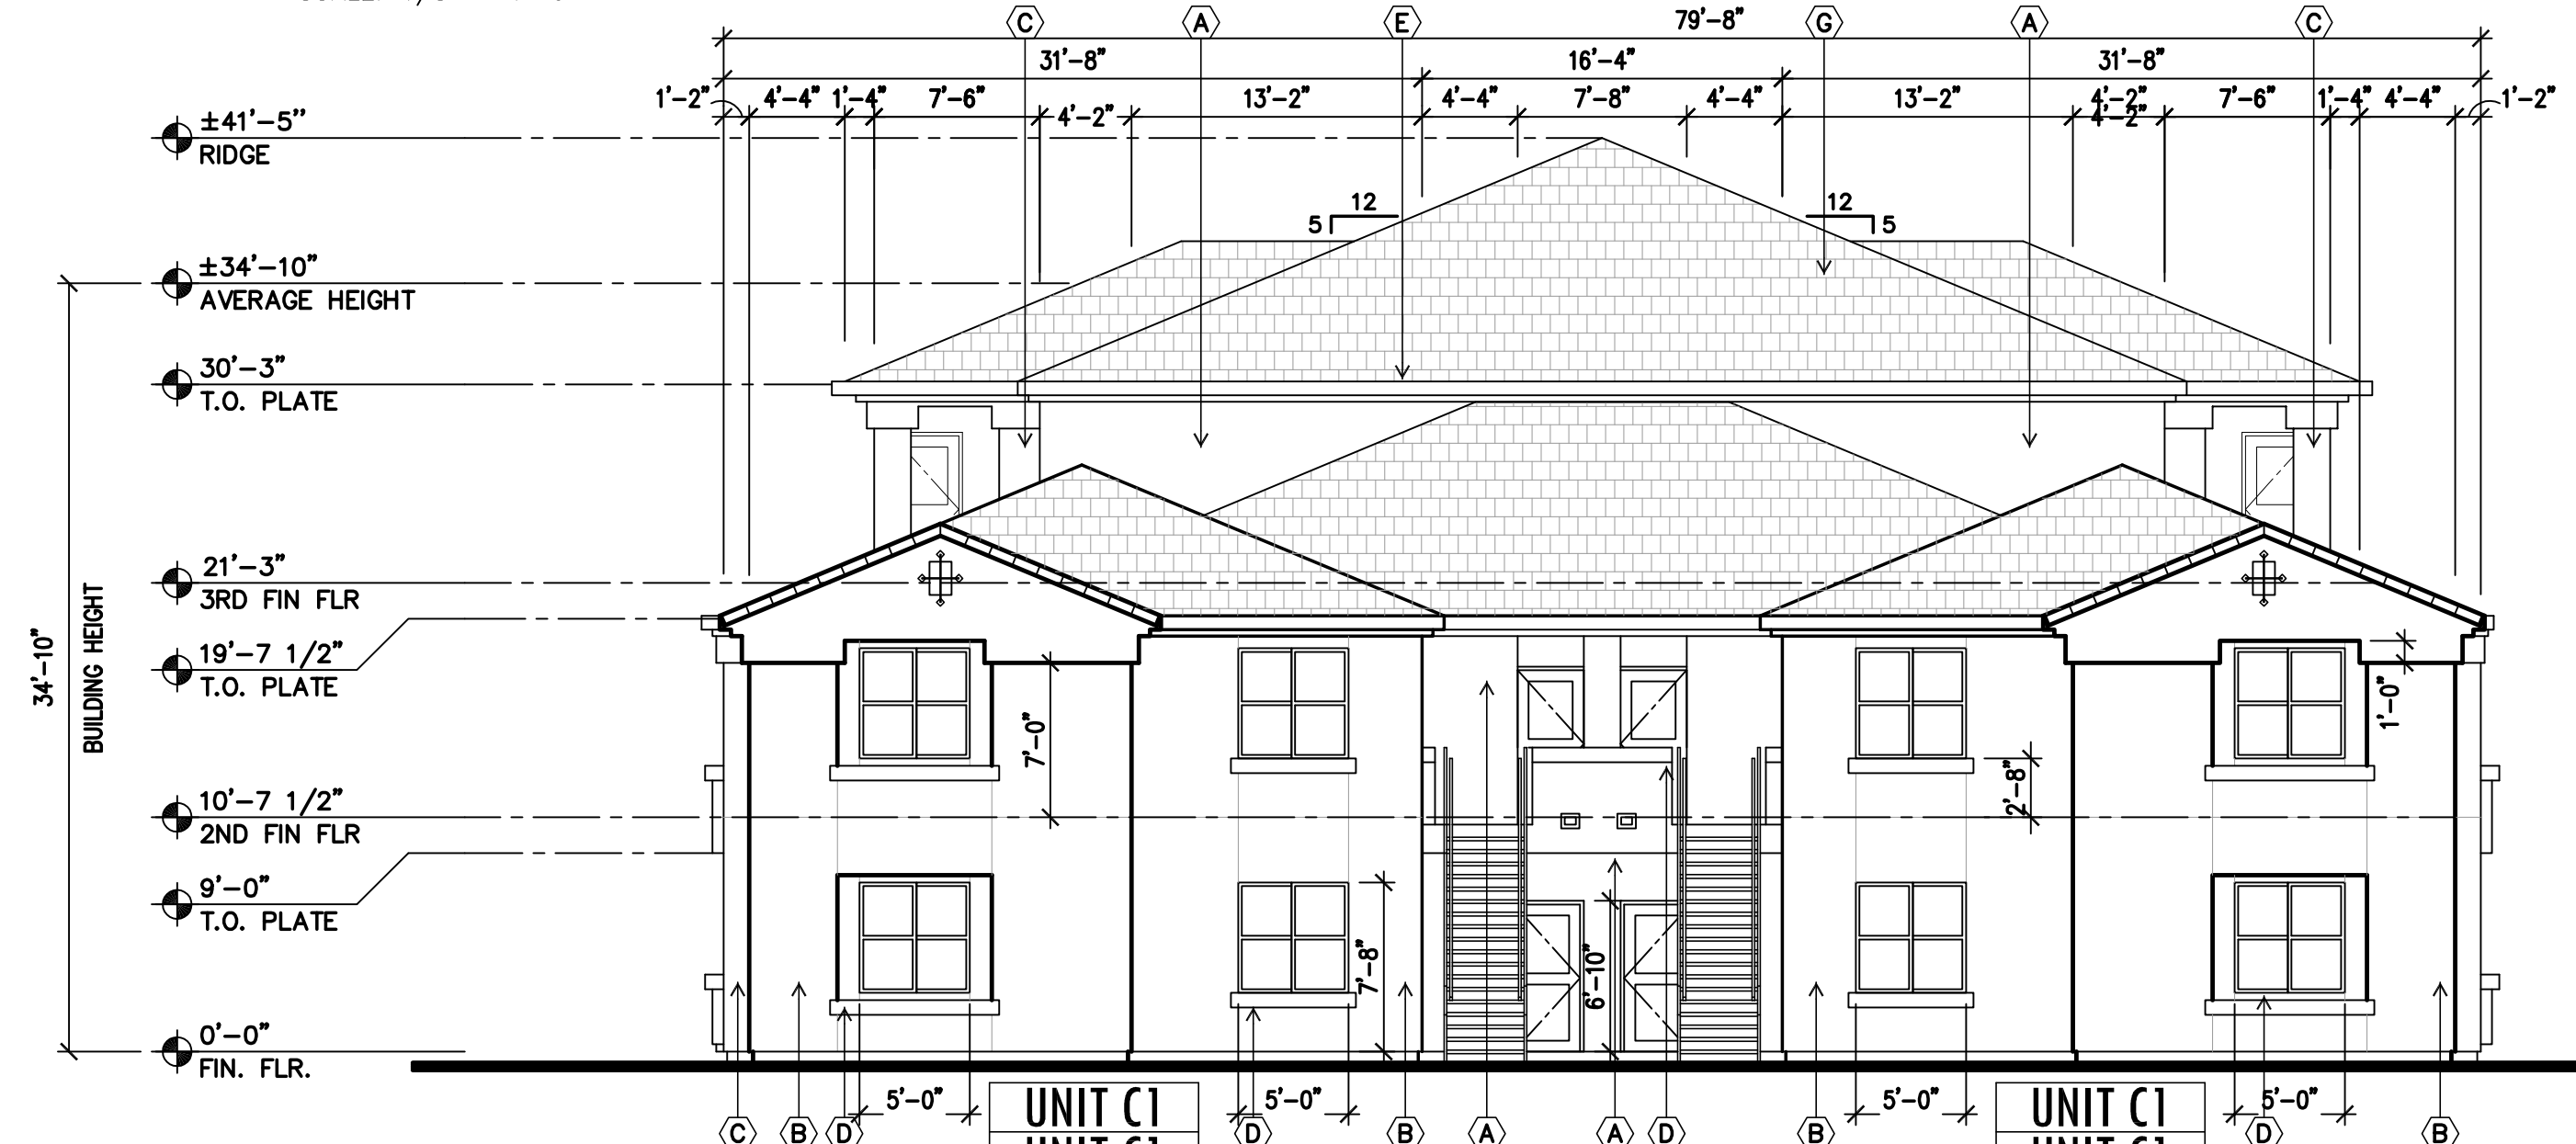 C A E 79'-8" G A C
31'-8" 16'-4" 31'-8"
1'-2" 4'-4" 1'-4" 7'-6" 4'-2" 13'-2" 4'-4" 7'-8" 4'-4" 13'-2" 4'-2" 7'-6" 1'-4" 4'-4" 1'-2"
4'-2"
±41'-5"
RIDGE
12 12
5 5
±34'-10"
AVERAGE HEIGHT
30'-3"
T.O. PLATE
21'-3"
3RD FIN FLR
19'-7 1/2"
T.O. PLATE
34'-10"
BUILDING HEIGHT
7'-0"
1'-0"
2'-8"
10'-7 1/2"
2ND FIN FLR
9'-0"
T.O. PLATE
7'-8"
6'-10"
0'-0"
FIN. FLR.
5'-0" UNIT C1 5'-0" 5'-0" UNIT C1 5'-0"
C B D D B A A D B D B